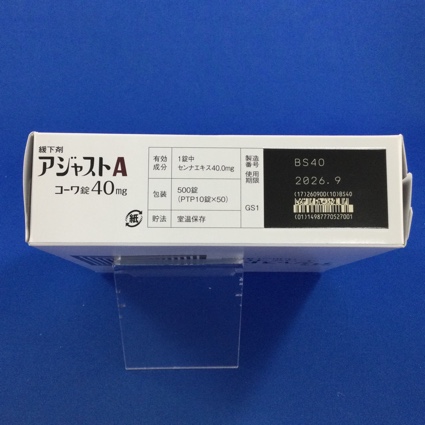 緩下剤
アジャストA
コーワ錠40mg
紙
有効成分
1錠中
センナエキス40.0mg
包装
500錠
(PTP10錠×50)
貯法
室温保存
製造番号
BS40
使用期限
2026.9
GS1
(17)260900(10)BS40
(01)14987770527001